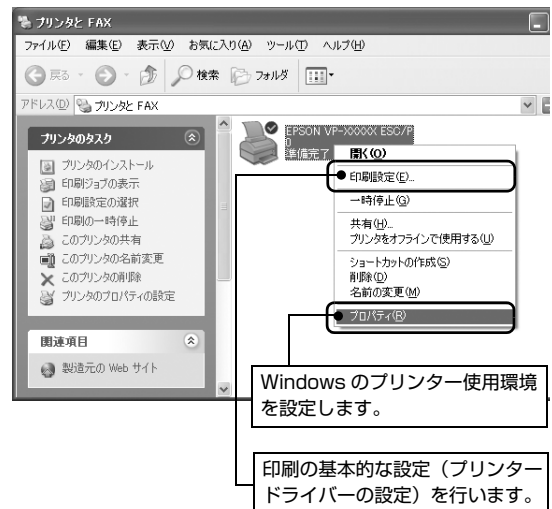 プリンタと FAX
ファイル(F) 編集(E) 表示(V) お気に入り(A) ツール(T) ヘルプ(H)
戻る 検索 フォルダ
アドレス(D) プリンタと FAX
プリンタのタスク
プリンタのインストール
印刷ジョブの表示
印刷設定の選択
印刷の一時停止
このプリンタの共有
このプリンタの名前変更
このプリンタの削除
プリンタのプロパティの設定
関連項目
製造元の Web サイト
EPSON VP-XXXXX ESC/P
0
準備完了
開く(O)
印刷設定(E)...
一時停止(G)
共有(H)...
プリンタをオフラインで使用する(U)
ショートカットの作成(S)
削除(D)
名前の変更(M)
プロパティ(R)
Windows のプリンター使用環境
を設定します。
印刷の基本的な設定（プリンター
ドライバーの設定）を行います。